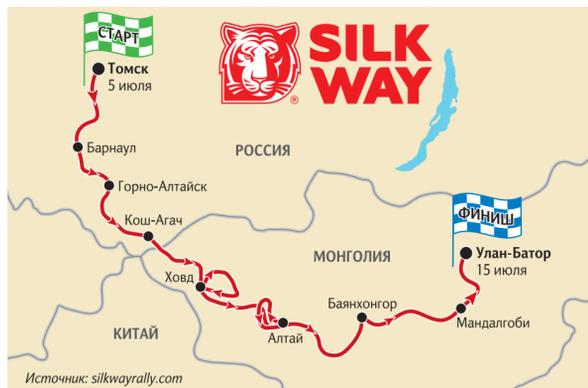 СТАРТ
Томск
5 июля
SILK
WAY
®
Барнаул
РОССИЯ
Горно-Алтайск
Кош-Агач
ФИНИШ
Улан-Батор
15 июля
МОНГОЛИЯ
Ховд
Баянхонгор
Мандалгоби
Алтай
КИТАЙ
Источник: silkwayrally.com